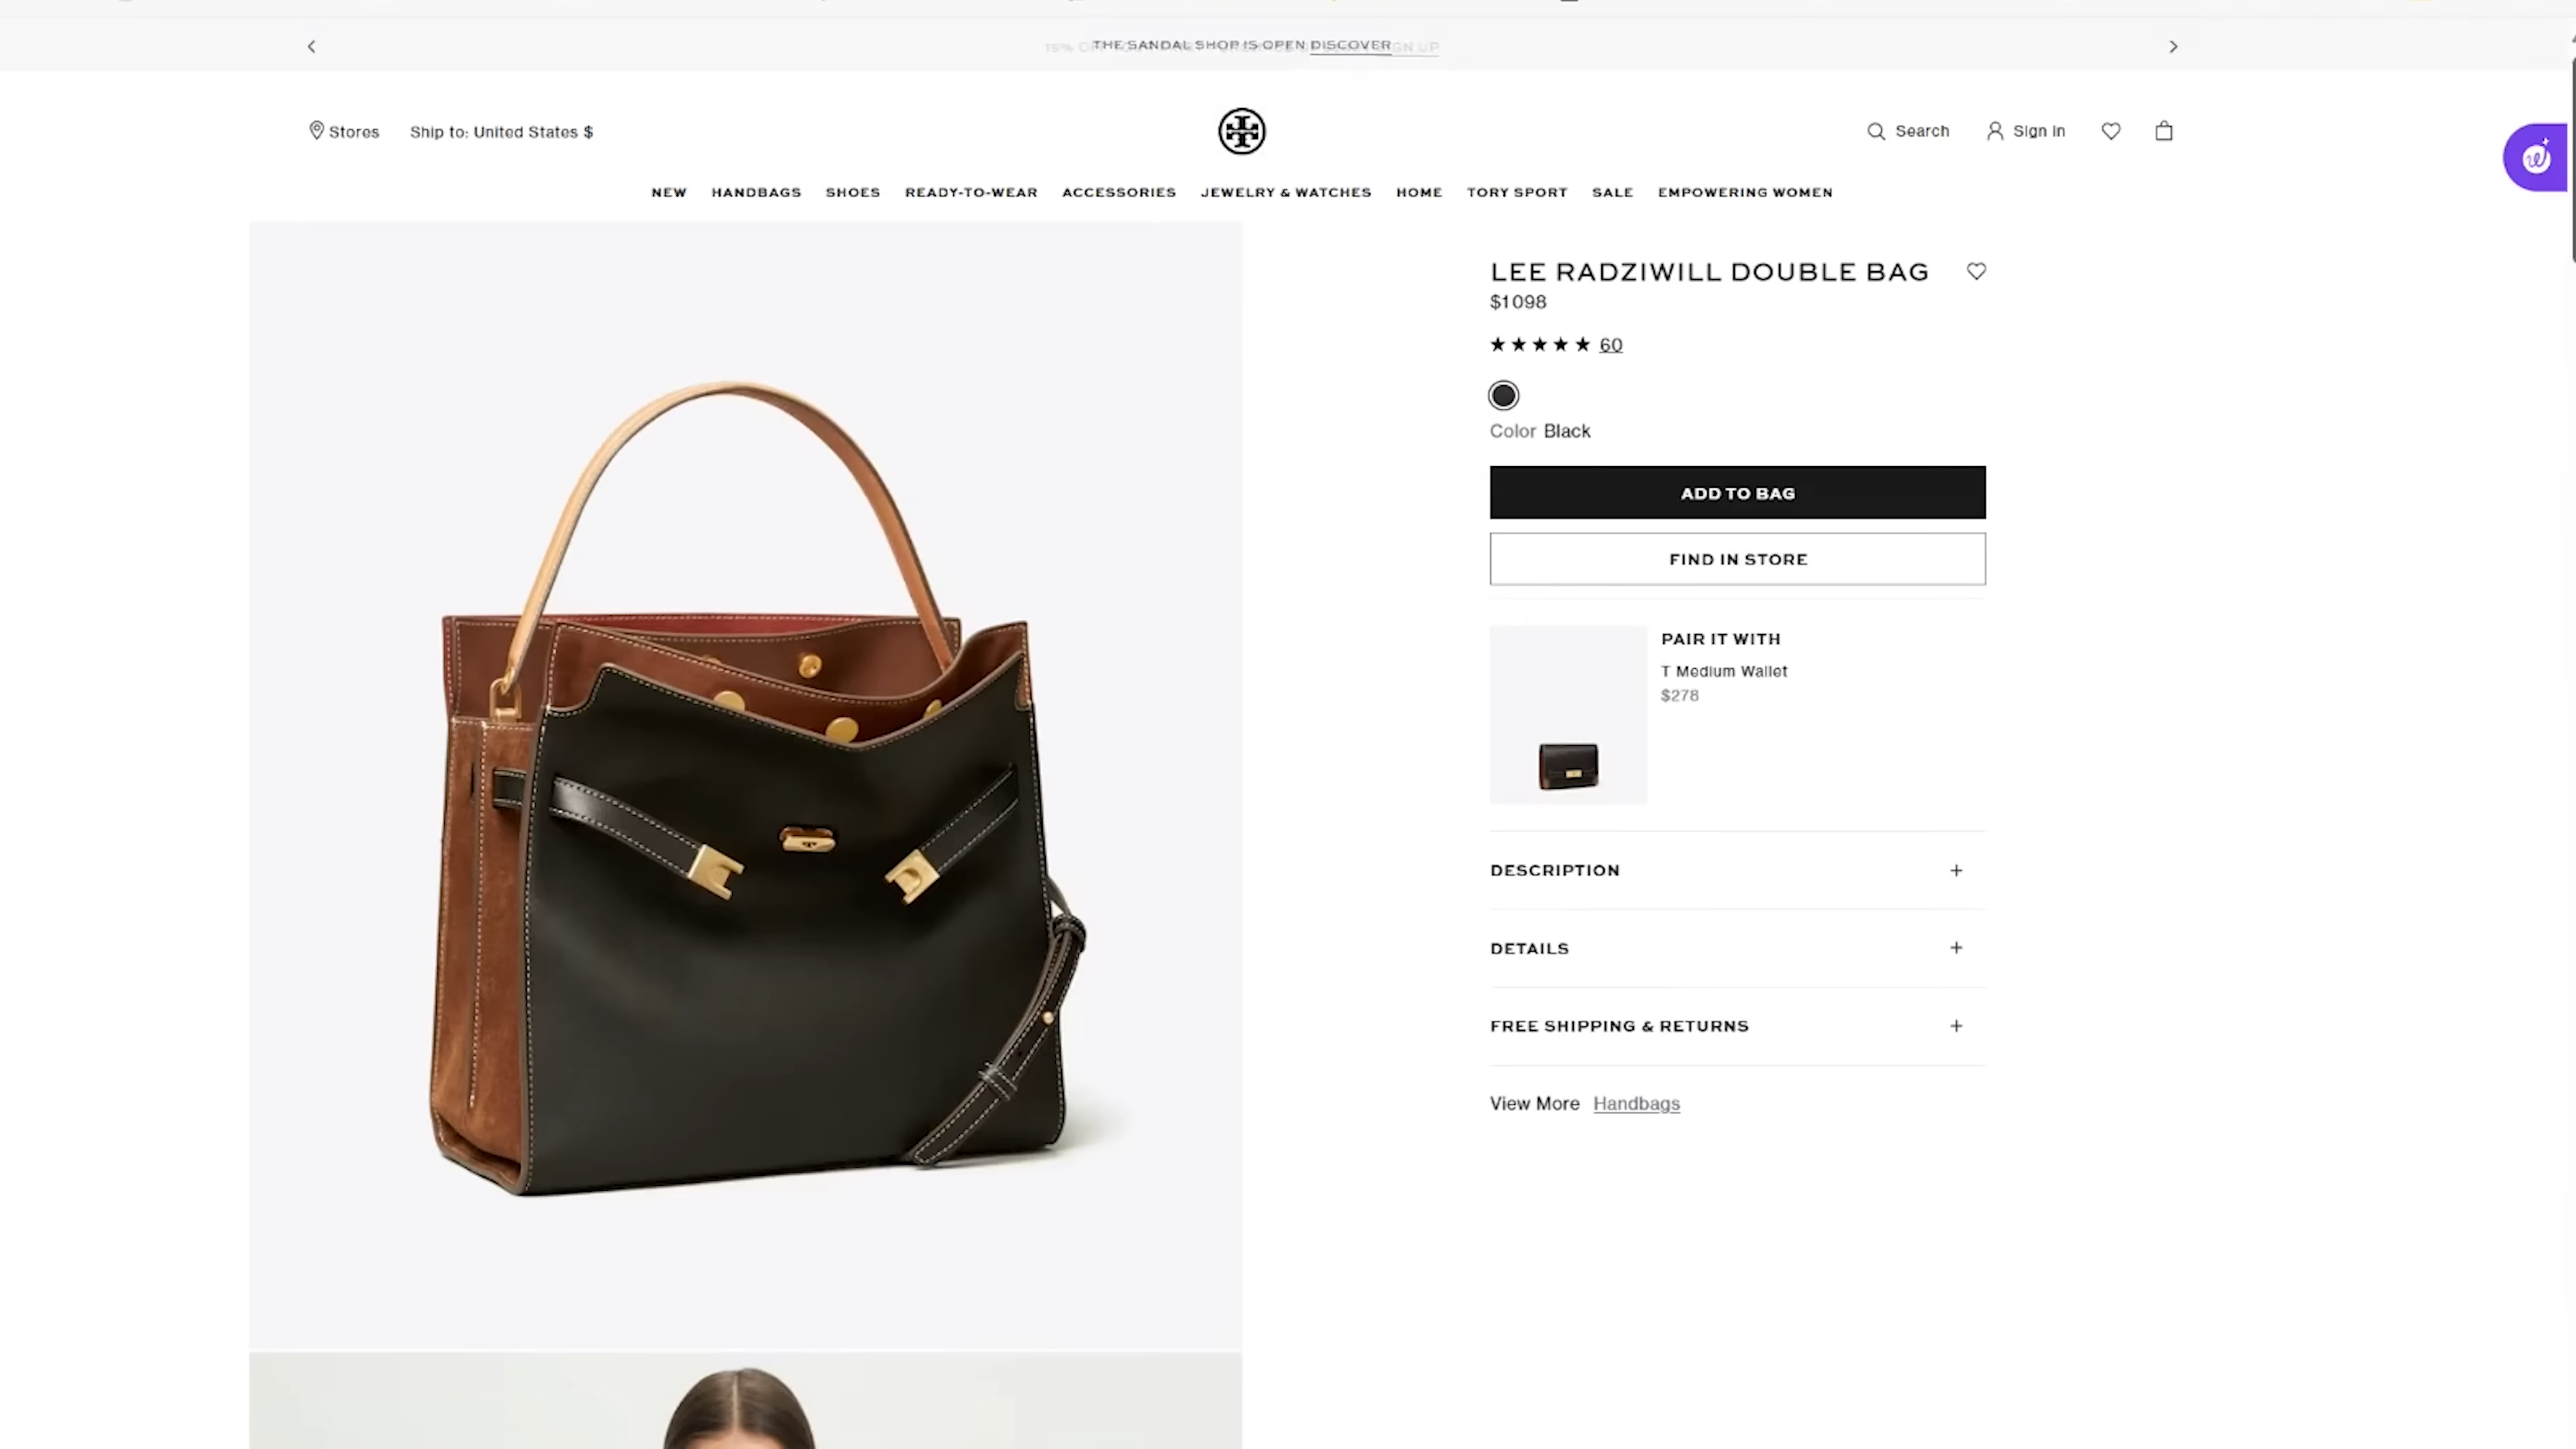 THE SANDAL SHOP IS OPEN DISCOVER
Stores Ship to: United States $
Search Sign In
NEW HANDBAGS SHOES READY-TO-WEAR ACCESSORIES JEWELRY & WATCHES HOME TORY SPORT SALE EMPOWERING WOMEN
LEE RADZIWILL DOUBLE BAG
$1098
60
Color Black
ADD TO BAG
FIND IN STORE
PAIR IT WITH
T Medium Wallet
$278
DESCRIPTION
DETAILS
FREE SHIPPING & RETURNS
View More Handbags